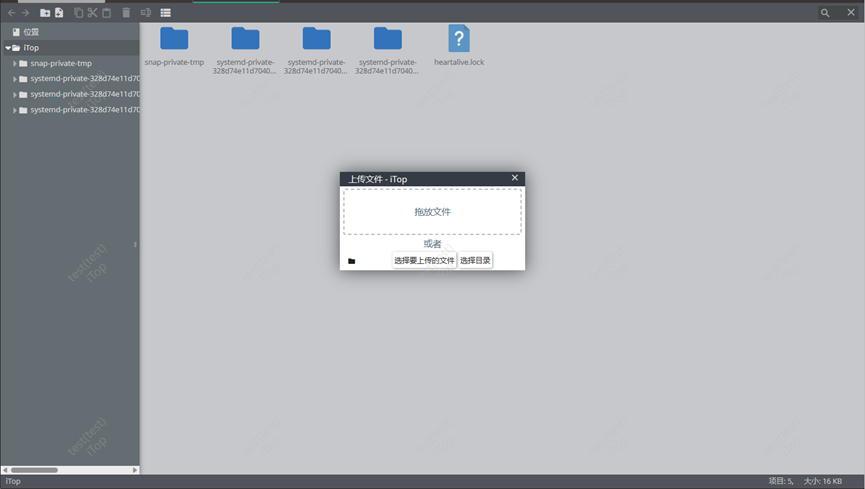 位置
iTop
snap-private-tmp
systemd-private-328d74e11d70
systemd-private-328d74e11d70
systemd-private-328d74e11d70
snap-private-tmp
systemd-private-
328d74e11d7040...
systemd-private-
328d74e11d7040...
systemd-private-
328d74e11d7040...
heartalive.lock
上传文件 - iTop
拖放文件
或者
选择要上传的文件 选择目录
test(test)
iTop
test(test)
iTop
iTop
项目: 5, 大小: 16 KB